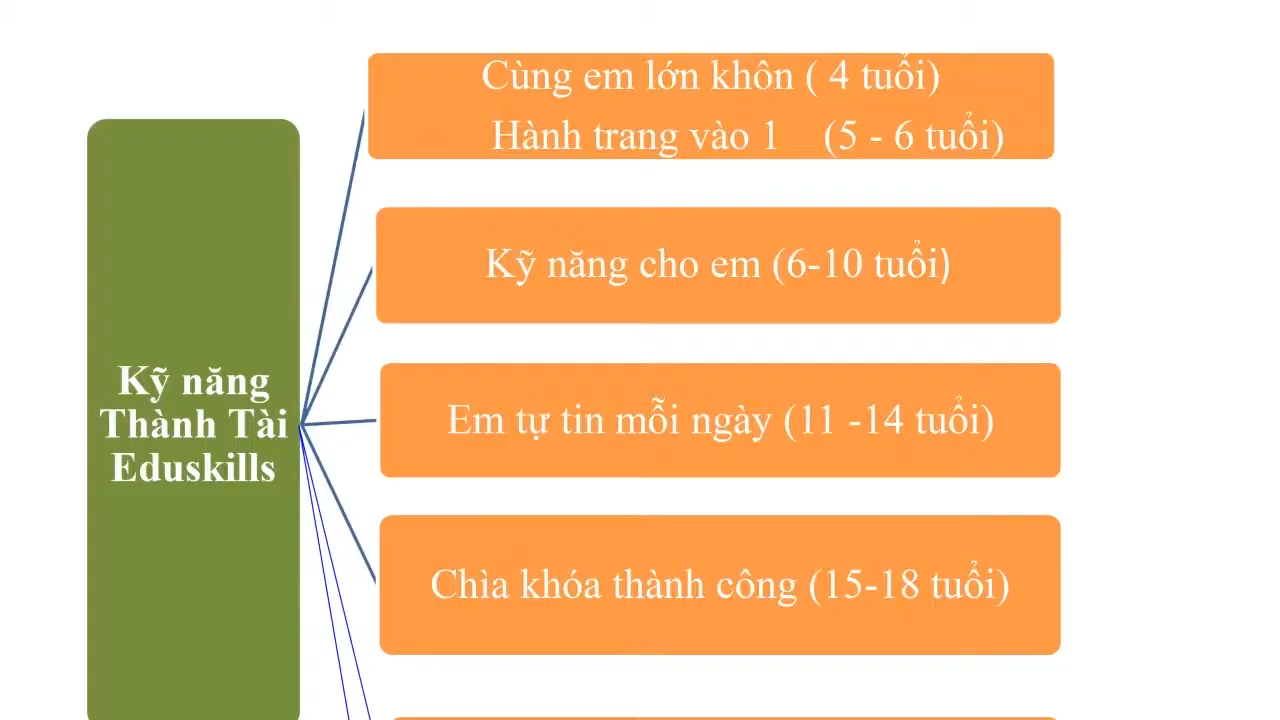 Cùng em lớn khôn ( 4 tuổi)
Hành trang vào 1 (5 - 6 tuổi)
Kỹ năng cho em (6-10 tuổi)
Kỹ năng
Thành Tài
Eduskills
Em tự tin mỗi ngày (11 -14 tuổi)
Chìa khóa thành công (15-18 tuổi)